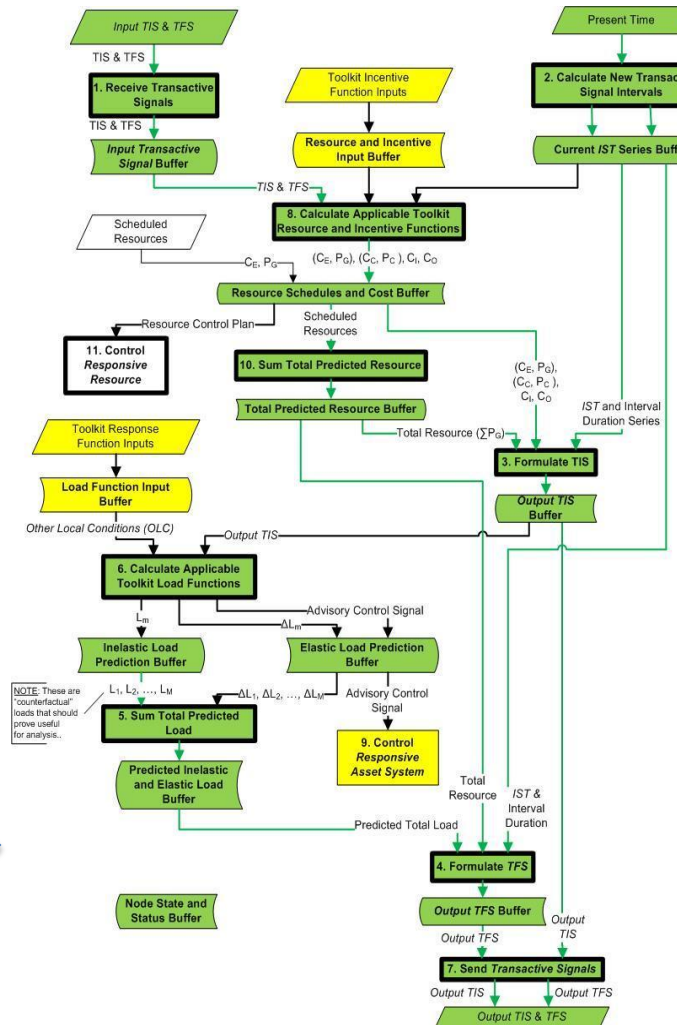 Input TIS & TFS
Present Time
TIS & TFS
1. Receive Transactive
Signals
Toolkit Incentive
Function Inputs
2. Calculate New Transac
Signal Intervals
TIS & TFS
Input Transactive
Signal Buffer
Resource and Incentive
Input Buffer
Current IST Series Buff
TIS & TFS
8. Calculate Applicable Toolkit
Resource and Incentive Functions
Scheduled
Resources
(CE, PG), (CC, PC), CI, CO
CE, PG
Resource Schedules and Cost Buffer
Scheduled
Resources
Resource Control Plan
11. Control
Responsive
Resource
10. Sum Total Predicted Resource
(CE, PG),
(CC, PC),
CI, CO
IST and Interval
Duration Series
Total Predicted Resource Buffer
Toolkit Response
Function Inputs
Total Resource (∑PG)
3. Formulate TIS
Load Function Input
Buffer
Output TIS
Buffer
Other Local Conditions (OLC)
Output TIS
6. Calculate Applicable
Toolkit Load Functions
Lm
ΔLm
Advisory Control Signal
Inelastic Load
Prediction Buffer
Elastic Load Prediction
Buffer
NOTE: These are
"counterfactual"
loads that should
prove useful
for analysis..
L1, L2, …, LM
ΔL1, ΔL2, …, ΔLM
Advisory Control
Signal
5. Sum Total Predicted
Load
9. Control
Responsive
Asset System
Predicted Inelastic
and Elastic Load
Buffer
Total
Resource
IST &
Interval
Duration
Predicted Total Load
4. Formulate TFS
Node State and
Status Buffer
Output TFS Buffer
Output
TIS
Output TFS
7. Send Transactive Signals
Output TIS
Output TFS
Output TIS & TFS